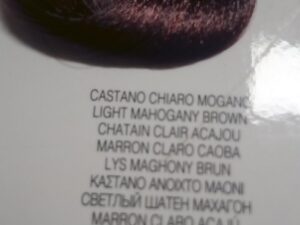 CASTANO CHIARO MOGANO
LIGHT MAHOGANY BROWN
CHATAIN CLAIR ACAJOU
MARRON CLARO CAOBA
LYS MAGHONY BRUN
ΚΑΣΤΑΝΟ ΑΝΟΙΧΤΟ ΜΑΟΝΙ
СВЕТЛЫЙ ШАТЕН МАХАГОН
MARRON CLARO ACAJÚ